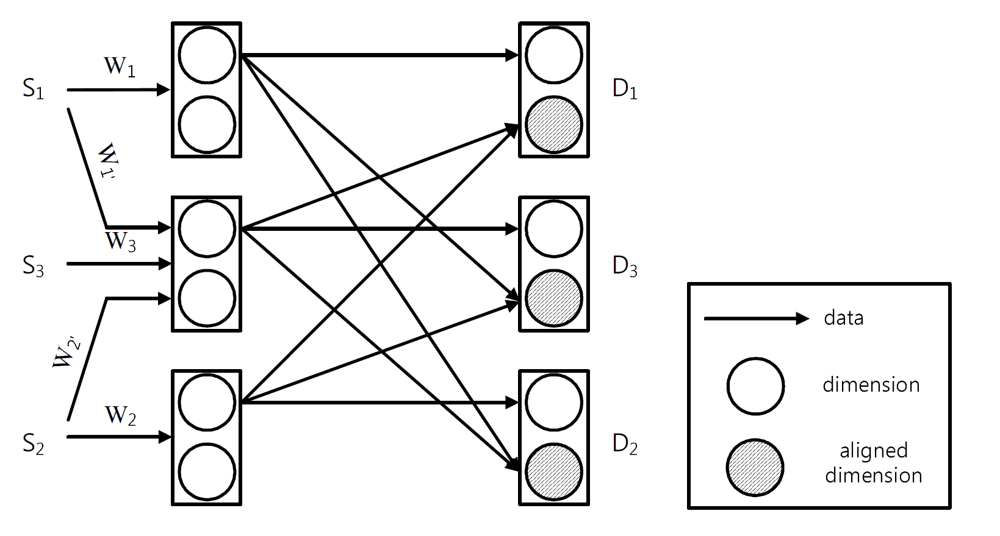 W₁
S₁
D₁
W₁'
W₃
S₃
D₃
data
W₂'
dimension
W₂
S₂
D₂
aligned
dimension